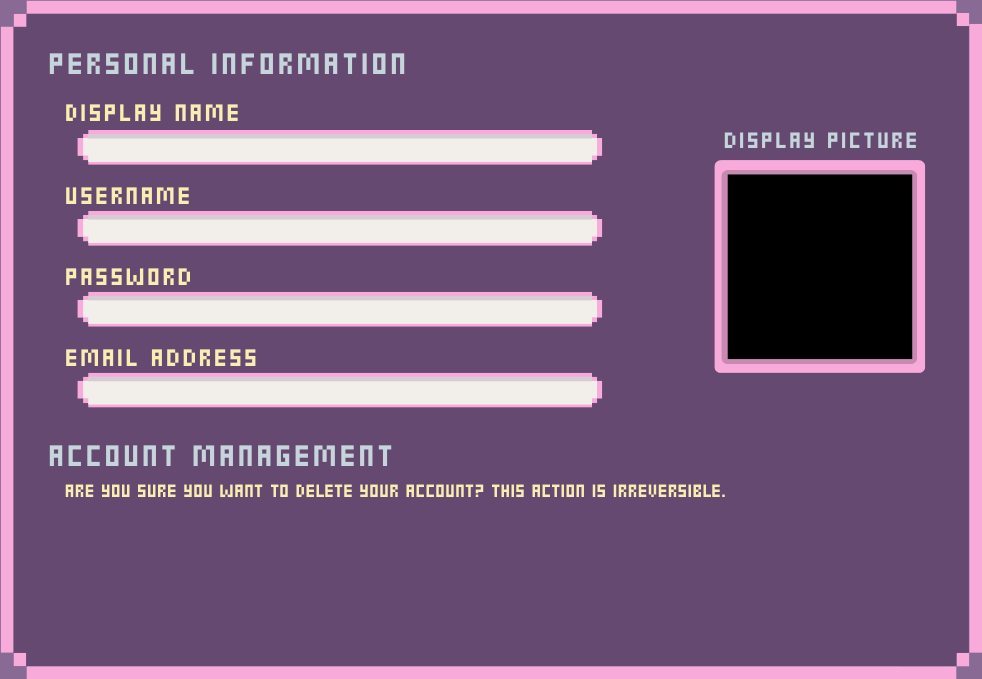 PERSONAL INFORMATION
DISPLAY NAME
DISPLAY PICTURE
USERNAME
PASSWORD
EMAIL ADDRESS
ACCOUNT MANAGEMENT
ARE YOU SURE YOU WANT TO DELETE YOUR ACCOUNT? THIS ACTION IS IRREVERSIBLE.